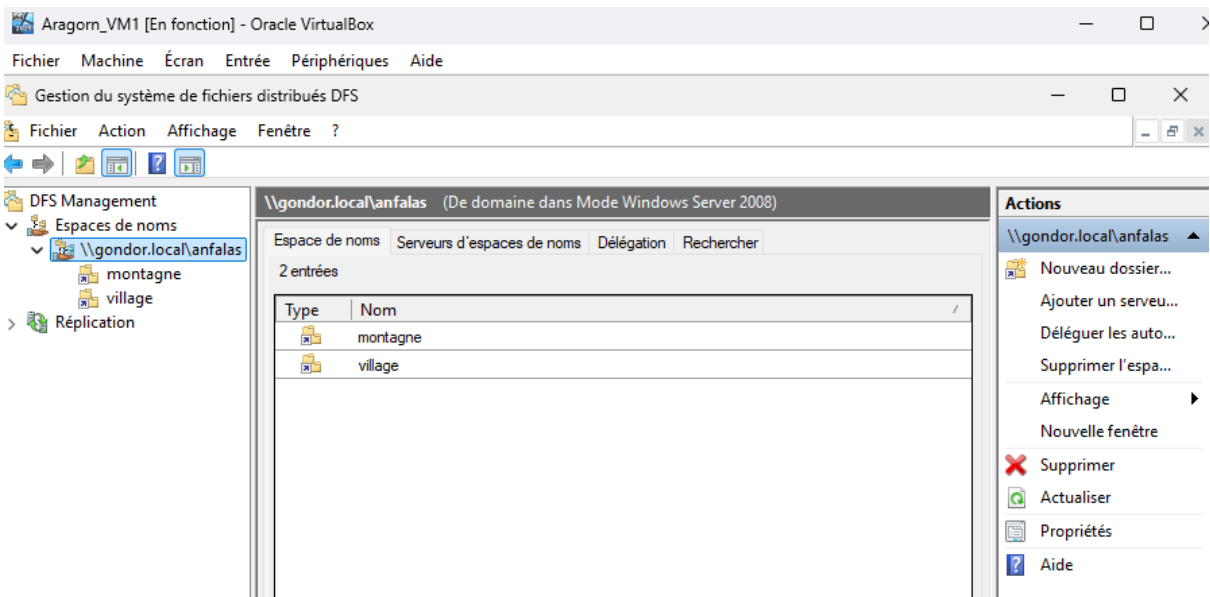 Aragorn_VM1 [En fonction] - Oracle VirtualBox
Fichier Machine Écran Entrée Périphériques Aide
Gestion du système de fichiers distribués DFS
Fichier Action Affichage Fenêtre ?
DFS Management
Espaces de noms
\\gondor.local\anfalas
montagne
village
Réplication
\\gondor.local\anfalas (De domaine dans Mode Windows Server 2008)
Espace de noms Serveurs d'espaces de noms Délégation Rechercher
2 entrées
Type Nom
montagne
village
Actions
\\gondor.local\anfalas
Nouveau dossier...
Ajouter un serveu...
Déléguer les auto...
Supprimer l'espa...
Affichage
Nouvelle fenêtre
Supprimer
Actualiser
Propriétés
Aide